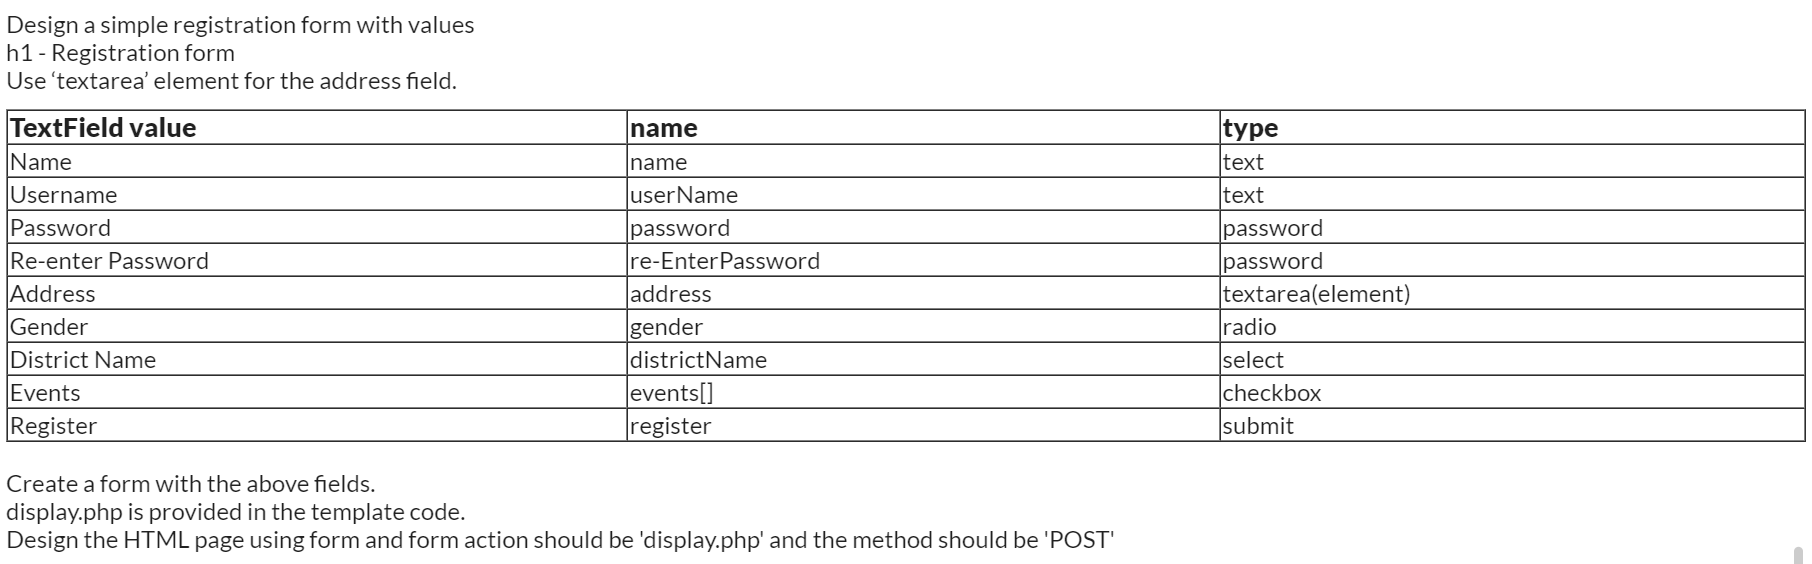 Design a simple registration form with values
h1 - Registration form
Use ‘textarea’ element for the address field.
TextField value name type
Name name text
Username userName text
Password password password
Re-enter Password re-EnterPassword password
Address address textarea(element)
Gender gender radio
District Name districtName select
Events events[] checkbox
Register register submit
Create a form with the above fields.
display.php is provided in the template code.
Design the HTML page using form and form action should be 'display.php' and the method should be 'POST'